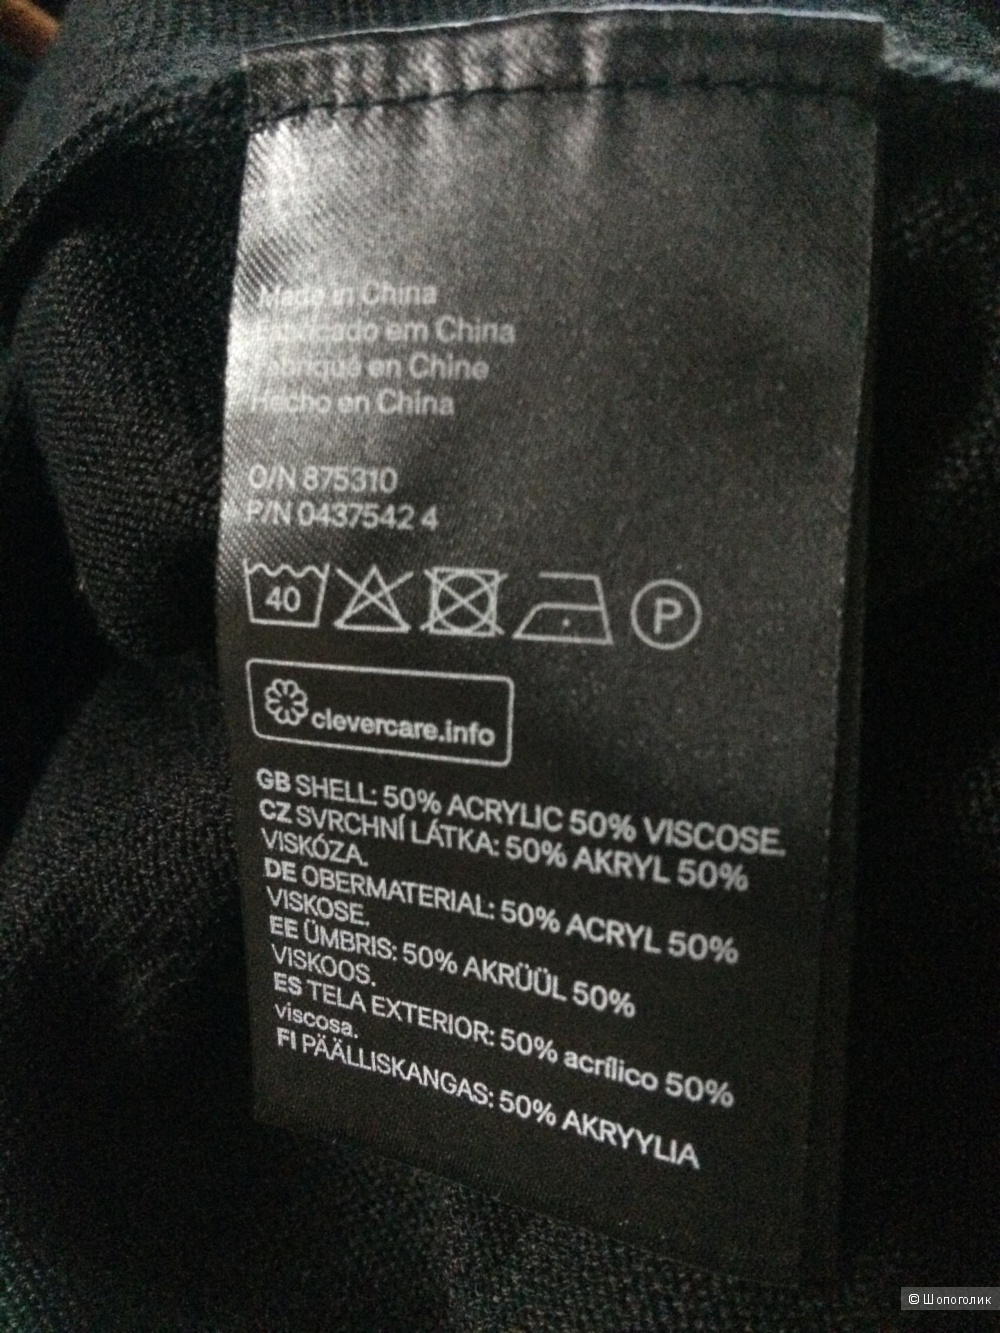 Made in China
Fabricado em China
Fabriqué en Chine
Hecho en China
O/N 875310
P/N 0437542 4
40
P
clevercare.info
GB SHELL: 50% ACRYLIC 50% VISCOSE.
CZ SVRCHNÍ LÁTKA: 50% AKRYL 50%
VISKÓZA.
DE OBERMATERIAL: 50% ACRYL 50%
VISKOSE.
EE ÜMBRIS: 50% AKRÜÜL 50%
VISKOOS.
ES TELA EXTERIOR: 50% acrílico 50%
viscosa.
FI PÄÄLLISKANGAS: 50% AKRYYLIA
© Шопоголик